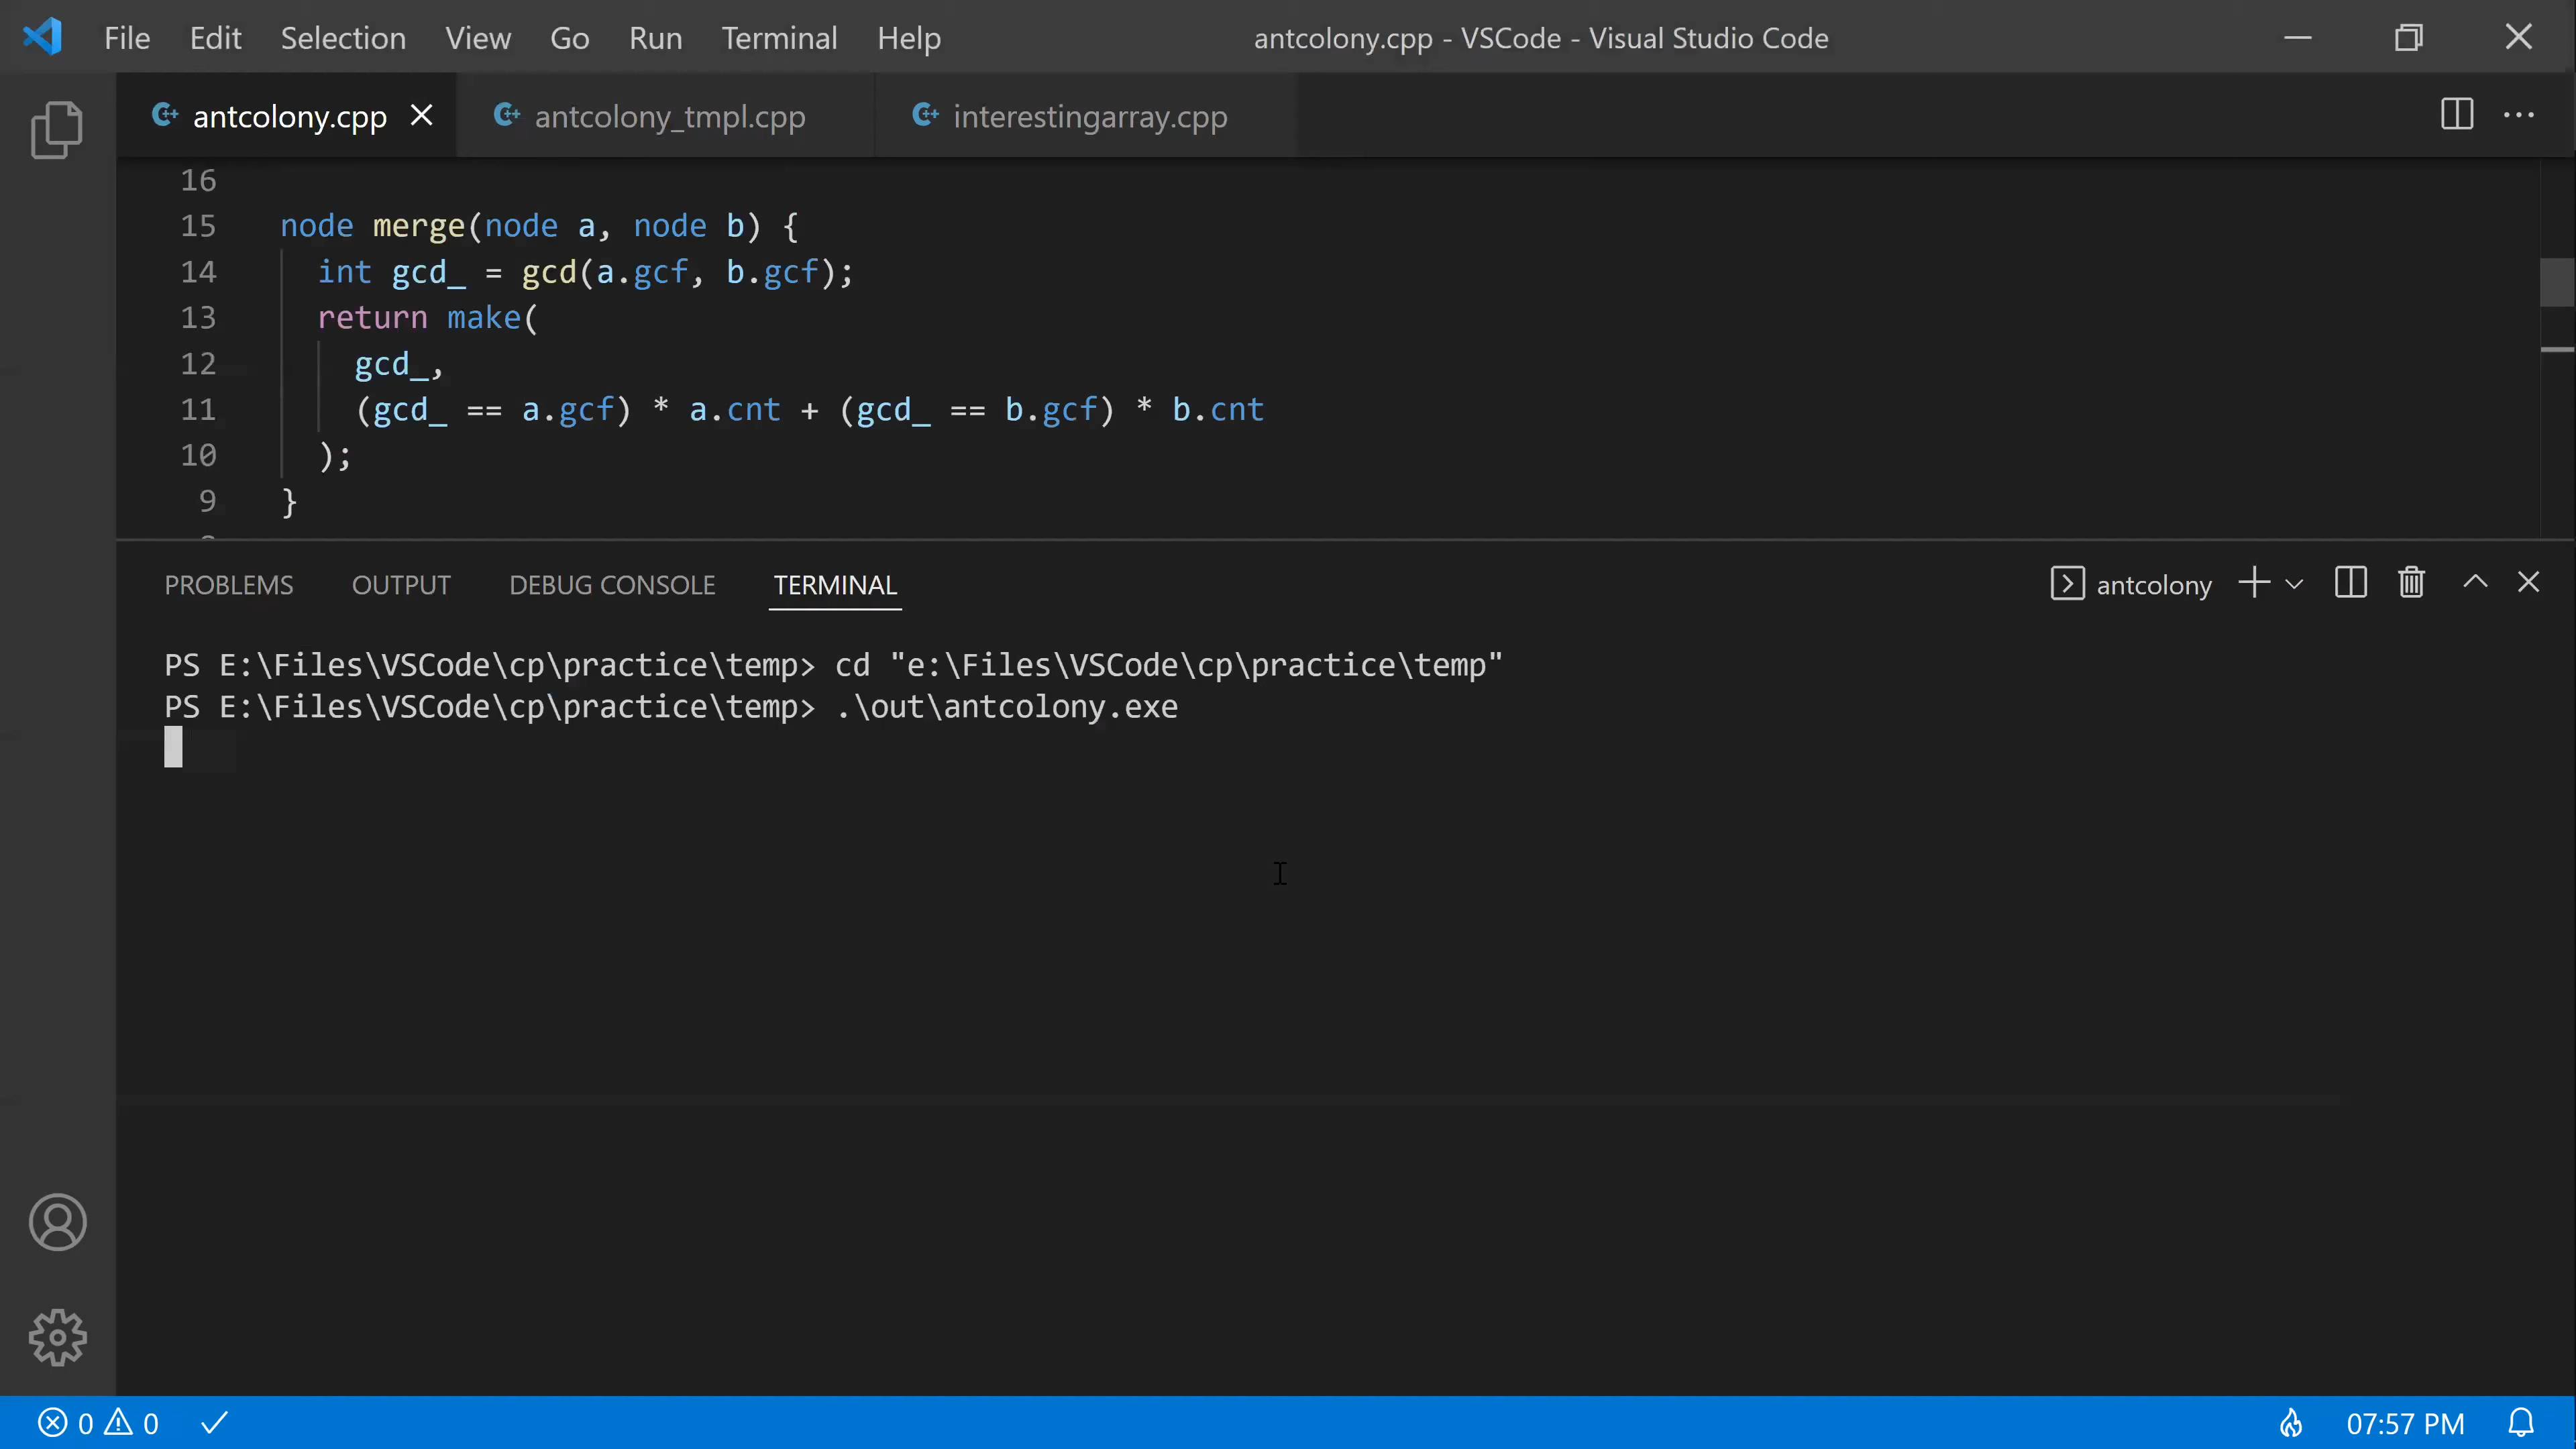 File Edit Selection View Go Run Terminal Help antcolony.cpp - VSCode - Visual Studio Code
antcolony.cpp antcolony_tmpl.cpp interestingarray.cpp
16
15 node merge(node a, node b) {
14 int gcd_ = gcd(a.gcf, b.gcf);
13 return make(
12 gcd_,
11 (gcd_ == a.gcf) * a.cnt + (gcd_ == b.gcf) * b.cnt
10 );
9 }
PROBLEMS OUTPUT DEBUG CONSOLE TERMINAL antcolony
PS E:\Files\VSCode\cp\practice\temp> cd "e:\Files\VSCode\cp\practice\temp"
PS E:\Files\VSCode\cp\practice\temp> .\out\antcolony.exe
0 0 07:57 PM